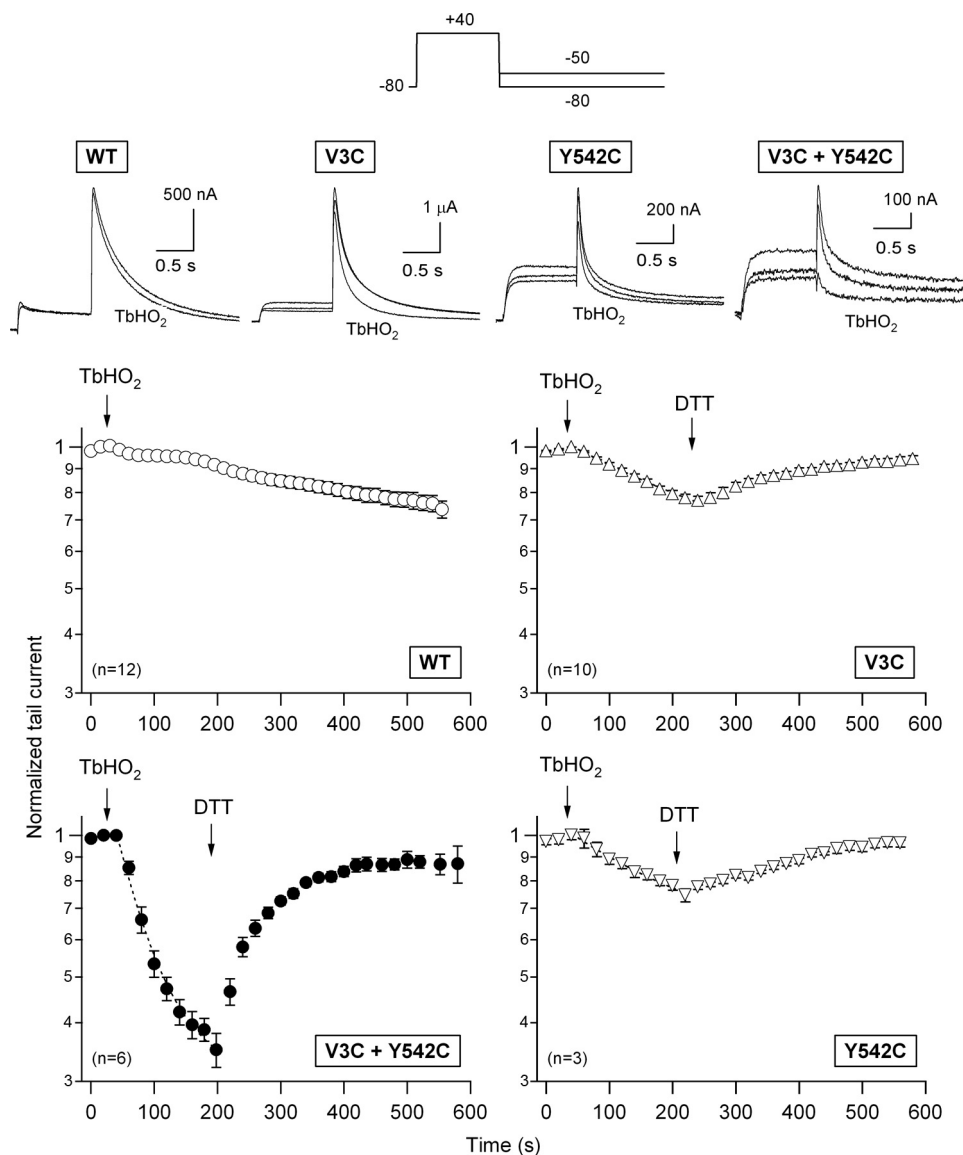 +40
-50
-80
-80
WT
V3C
Y542C
V3C + Y542C
500 nA
0.5 s
TbHO2
1 μA
0.5 s
TbHO2
200 nA
0.5 s
TbHO2
100 nA
0.5 s
TbHO2
Normalized tail current
TbHO2
1
9
8
7
6
5
4
3
(n=12)
WT
0 100 200 300 400 500 600
TbHO2
DTT
1
9
8
7
6
5
4
3
(n=10)
V3C
0 100 200 300 400 500 600
TbHO2
DTT
1
9
8
7
6
5
4
3
(n=6)
V3C + Y542C
0 100 200 300 400 500 600
TbHO2
DTT
1
9
8
7
6
5
4
3
(n=3)
Y542C
0 100 200 300 400 500 600
Time (s)